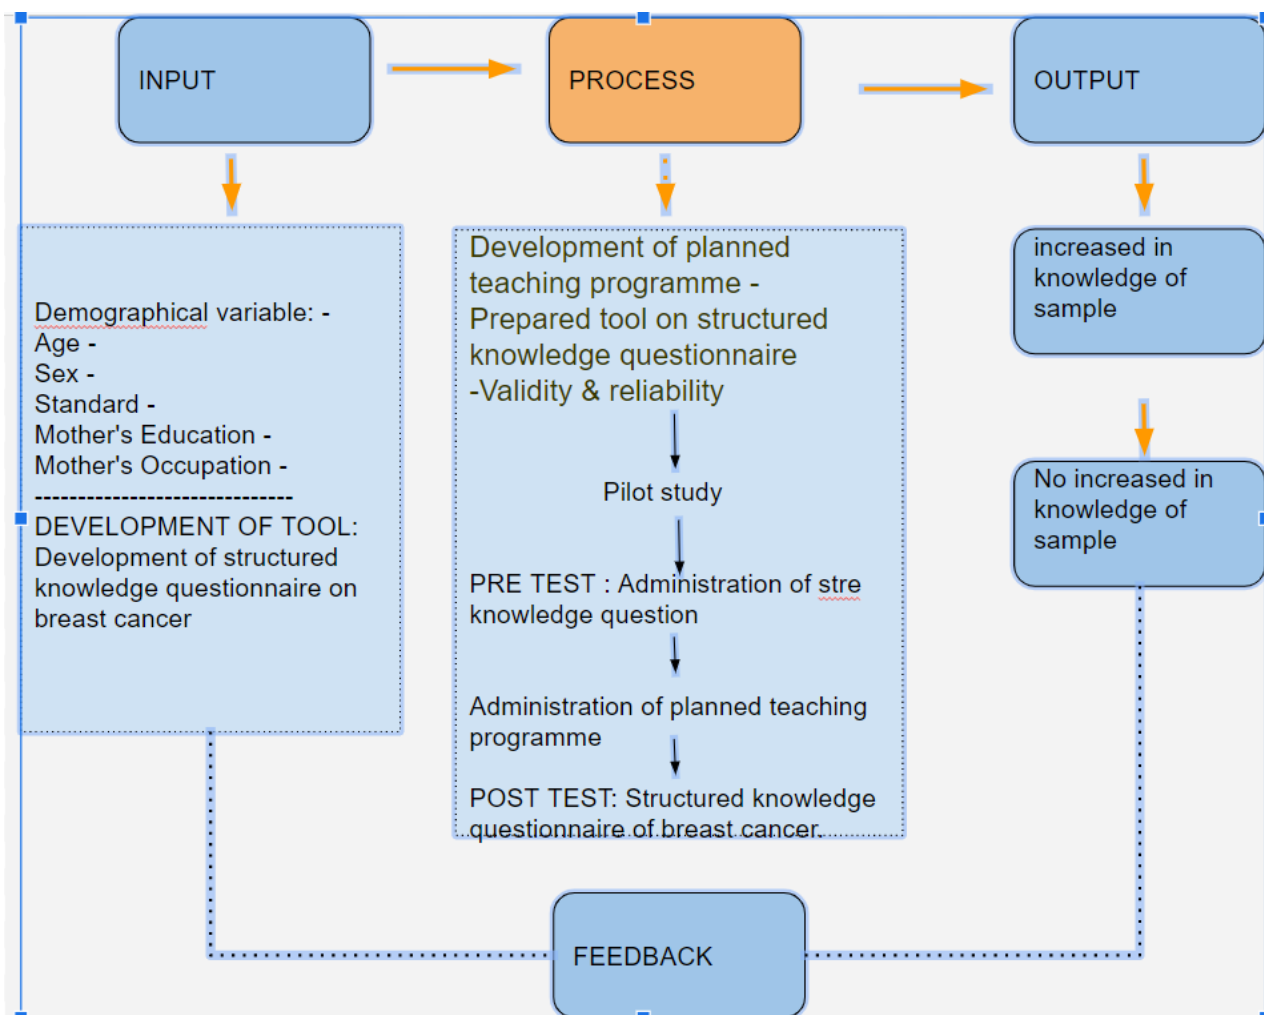 INPUT
PROCESS
OUTPUT
Demographical variable: -
Age -
Sex -
Standard -
Mother's Education -
Mother's Occupation -
------------------------------
DEVELOPMENT OF TOOL:
Development of structured
knowledge questionnaire on
breast cancer
Development of planned
teaching programme -
Prepared tool on structured
knowledge questionnaire
-Validity & reliability
Pilot study
PRE TEST : Administration of stre
knowledge question
Administration of planned teaching
programme
POST TEST: Structured knowledge
questionnaire of breast cancer.
increased in
knowledge of
sample
No increased in
knowledge of
sample
FEEDBACK